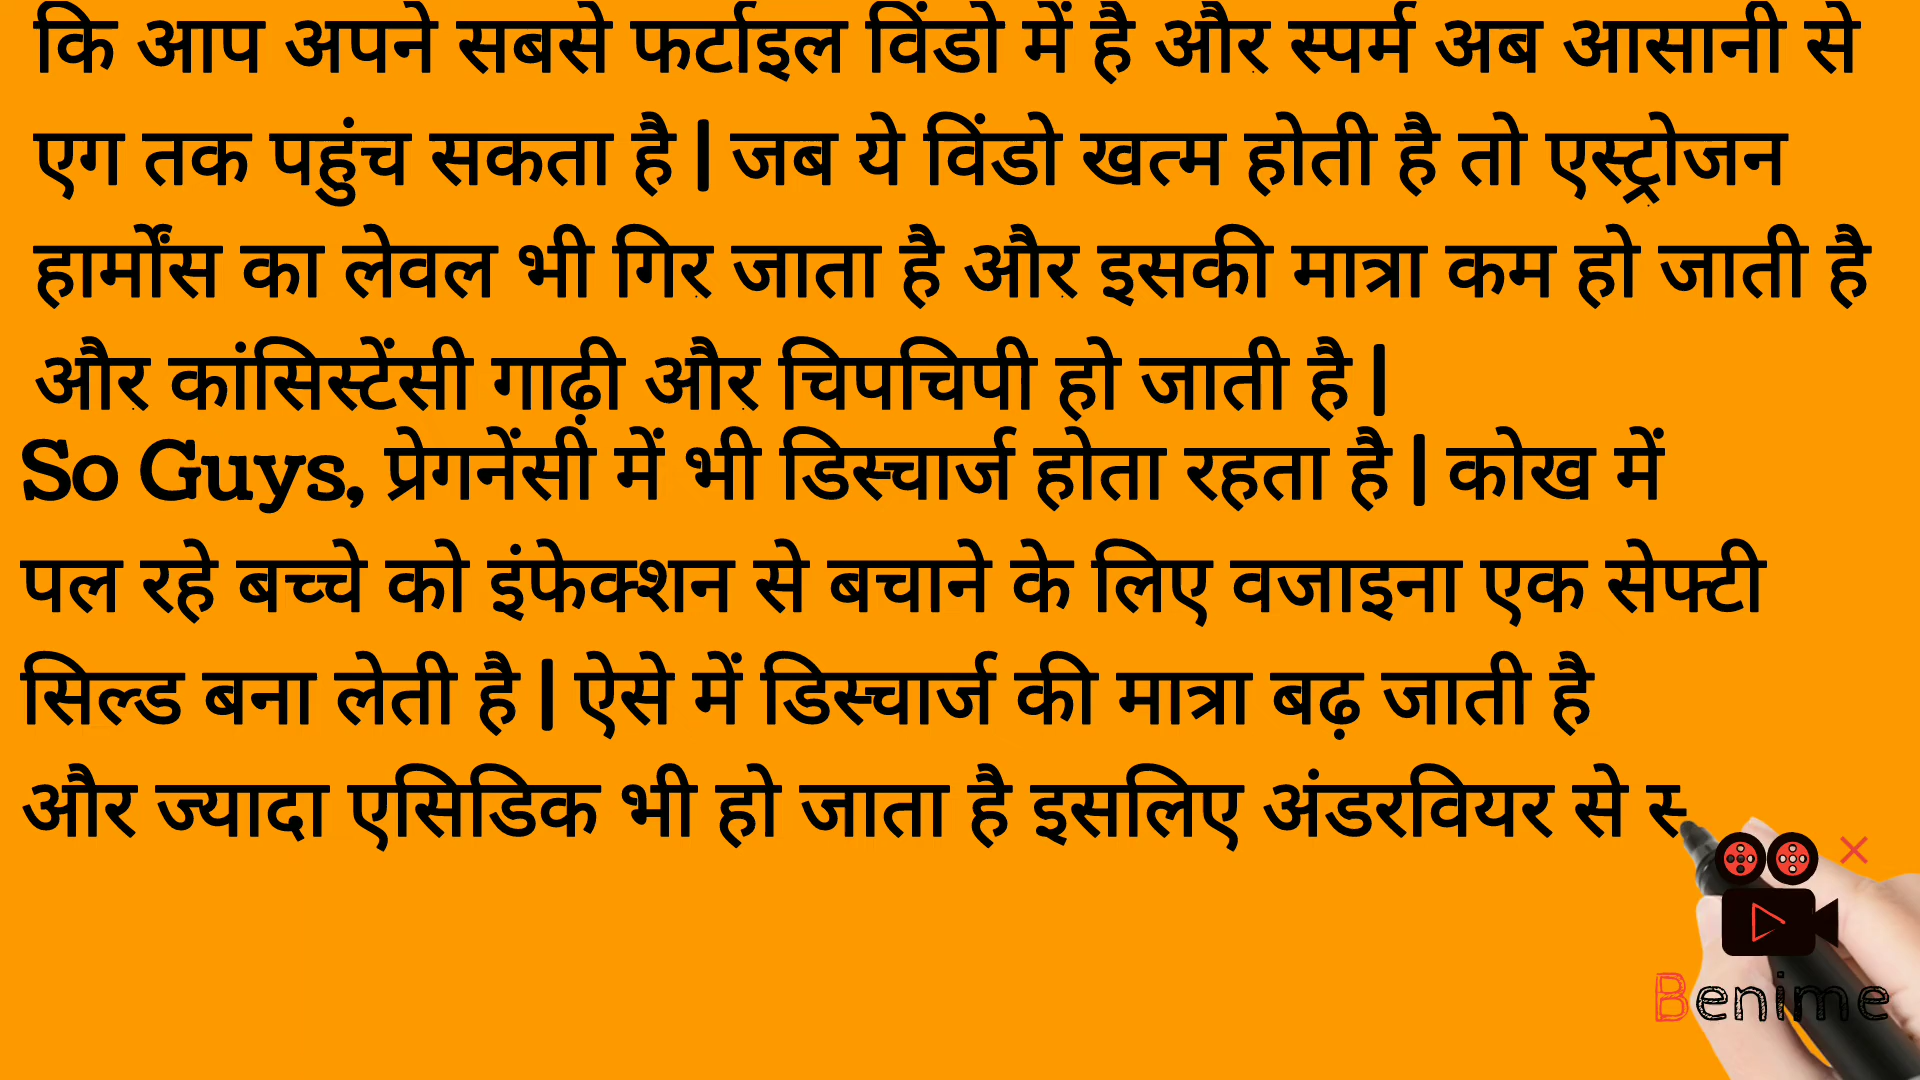 कि आप अपने सबसे फर्टाइल विंडो में है और स्पर्म अब आसानी से
एग तक पहुंच सकता है | जब ये विंडो खत्म होती है तो एस्ट्रोजन
हार्मोंस का लेवल भी गिर जाता है और इसकी मात्रा कम हो जाती है
और कांसिस्टेंसी गाढ़ी और चिपचिपी हो जाती है |
So Guys, प्रेगनेंसी में भी डिस्चार्ज होता रहता है | कोख में
पल रहे बच्चे को इंफेक्शन से बचाने के लिए वजाइना एक सेफ्टी
सिल्ड बना लेती है | ऐसे में डिस्चार्ज की मात्रा बढ़ जाती है
और ज्यादा एसिडिक भी हो जाता है इसलिए अंडरवियर से
Benime